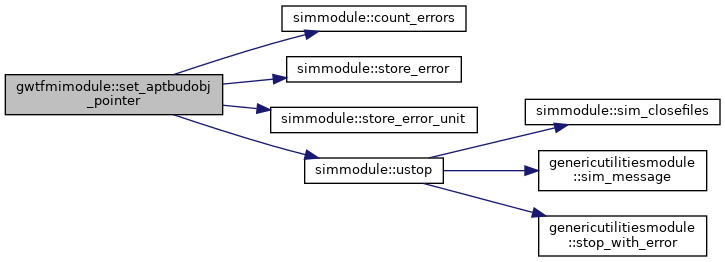 gwtfmimodule::set_aptbudobj
_pointer
simmodule::count_errors
simmodule::store_error
simmodule::store_error_unit
simmodule::ustop
simmodule::sim_closefiles
genericutilitiesmodule
::sim_message
genericutilitiesmodule
::stop_with_error